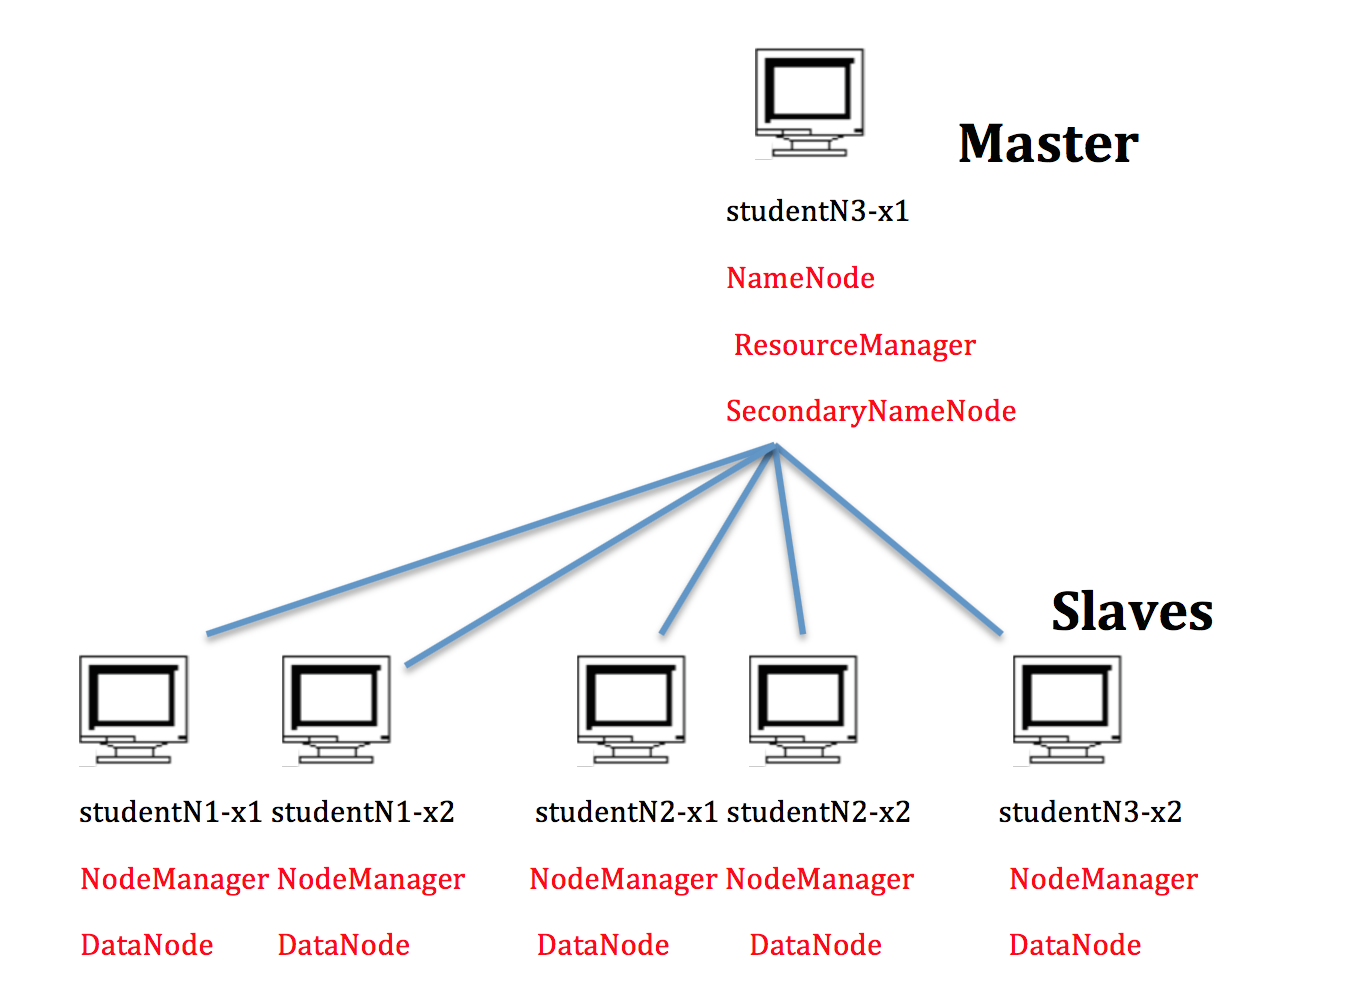 Master
studentN3-x1
NameNode
ResourceManager
SecondaryNameNode
Slaves
studentN1-x1 studentN1-x2 studentN2-x1 studentN2-x2 studentN3-x2
NodeManager NodeManager NodeManager NodeManager NodeManager
DataNode DataNode DataNode DataNode DataNode